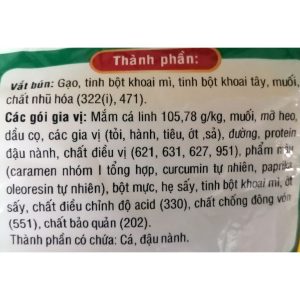 Thành phần:
Vắt bún: Gạo, tinh bột khoai mì, tinh bột khoai tây, muối,
chất nhũ hóa (322(i), 471).
Các gói gia vị: Mắm cá linh 105,78 g/kg, muối, mỡ heo,
dầu cọ, các gia vị (tỏi, hành, tiêu, ớt ,sả), đường, protein
đậu nành, chất điều vị (621, 631, 627, 951), phẩm màu
(caramen nhóm I tổng hợp, curcumin tự nhiên, paprika
oleoresin tự nhiên), bột mực, hẹ sấy, tinh bột khoai mì, ớt
sấy, chất điều chỉnh độ acid (330), chất chống đông vón
(551), chất bảo quản (202).
Thành phần có chứa: Cá, đậu nành.